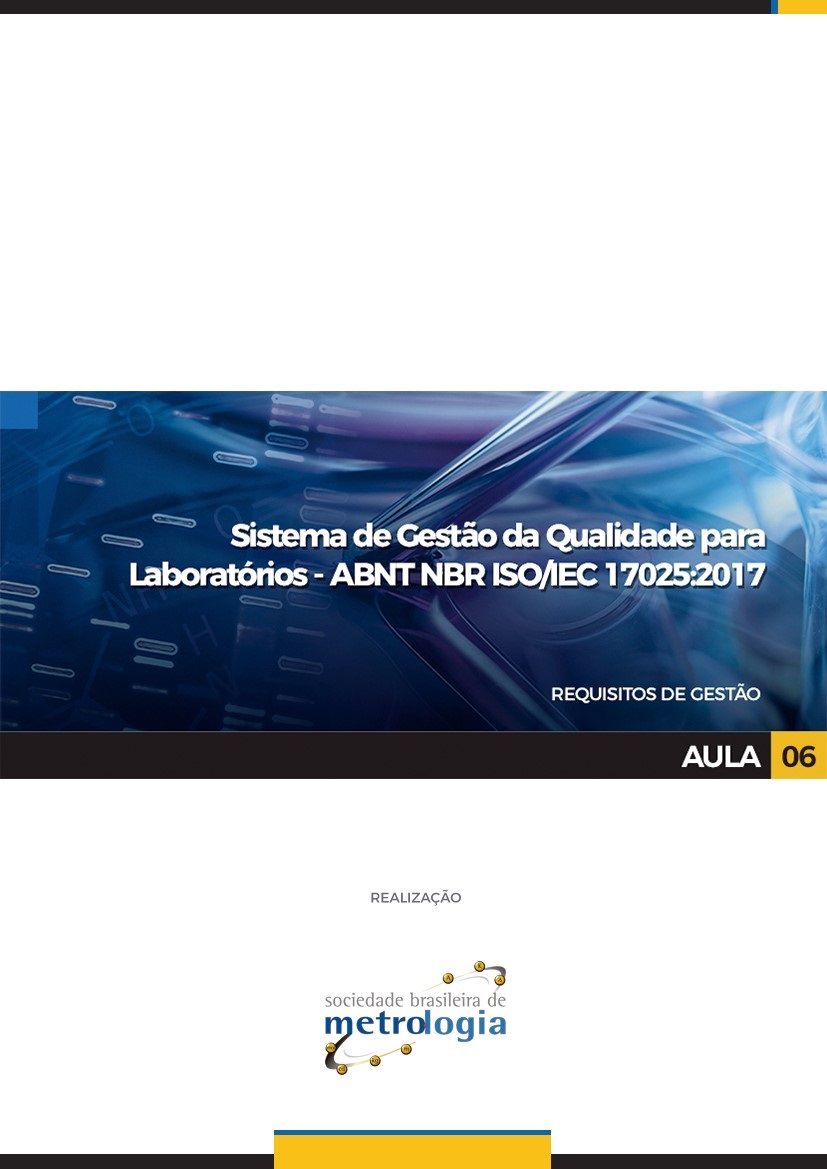 Sistema de Gestão da Qualidade para
Laboratórios - ABNT NBR ISO/IEC 17025:2017
REQUISITOS DE GESTÃO
AULA 06
REALIZAÇÃO
sociedade brasileira de
metrologia